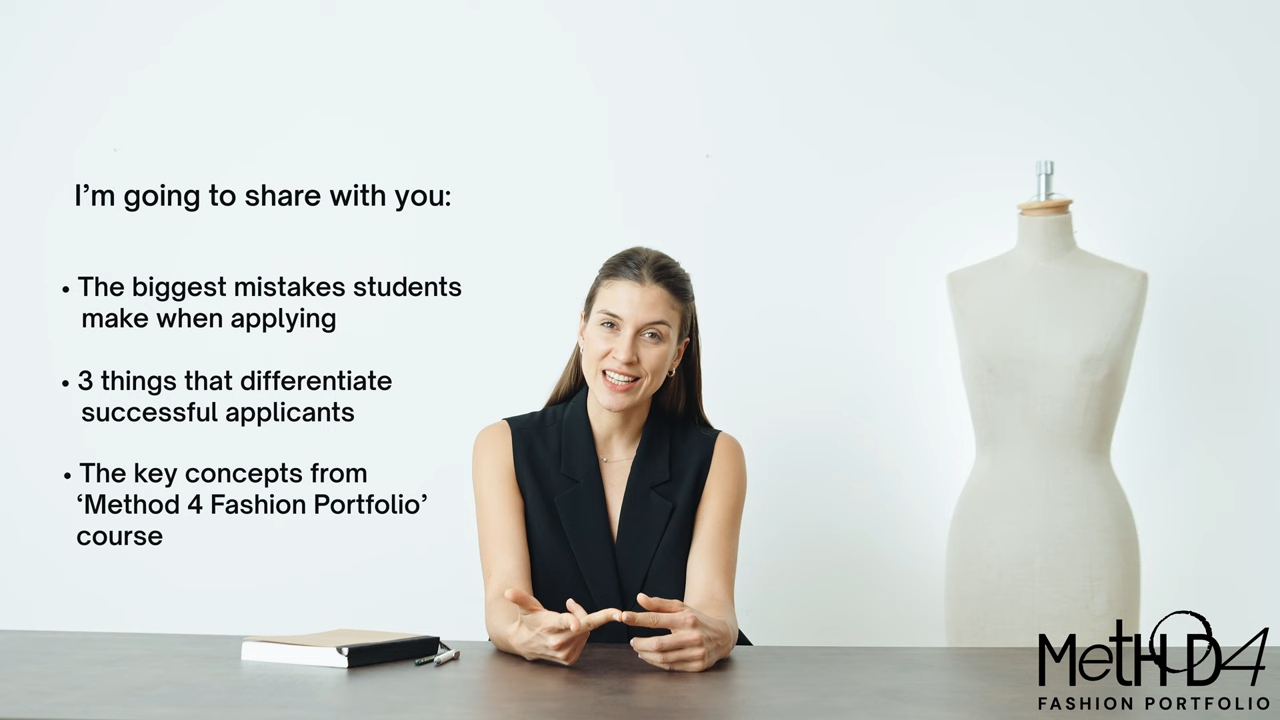 I’m going to share with you:
• The biggest mistakes students
make when applying
• 3 things that differentiate
successful applicants
• The key concepts from
‘Method 4 Fashion Portfolio’
course
MetHOD4
FASHION PORTFOLIO